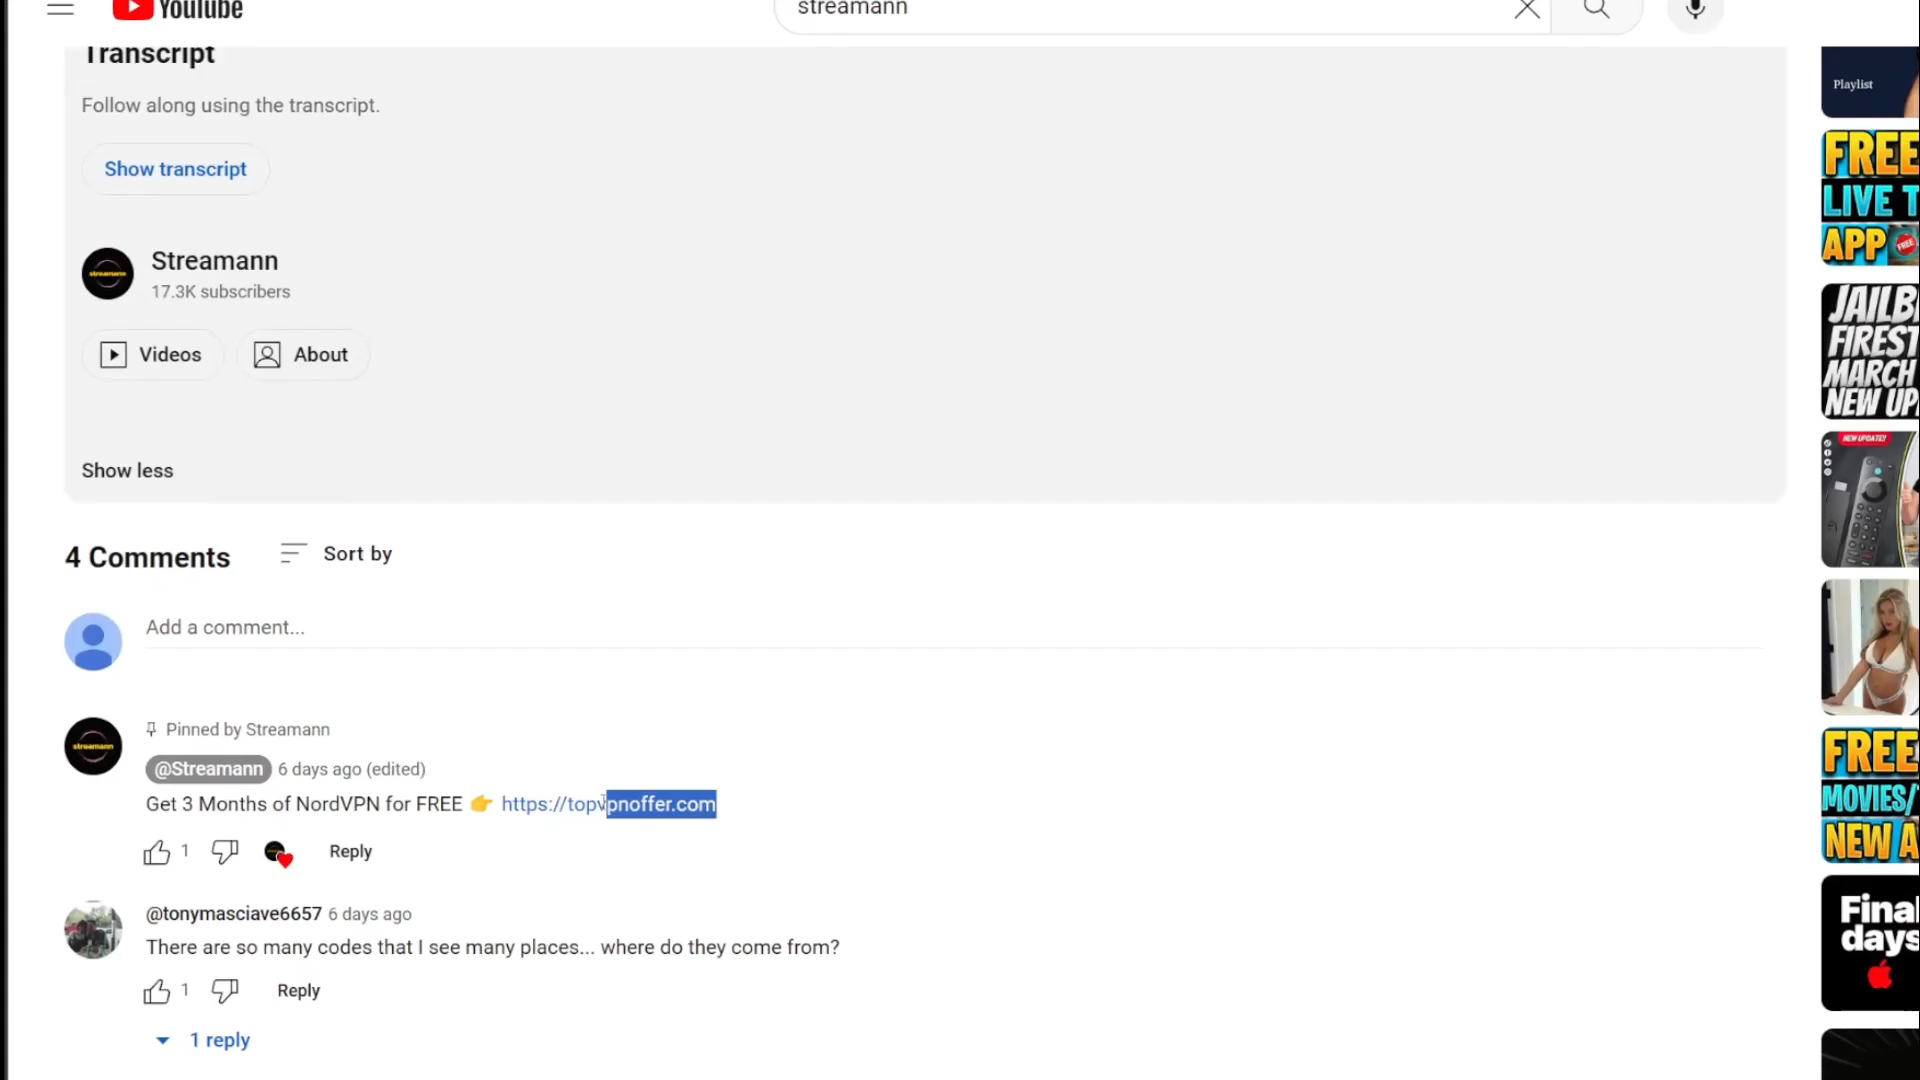 YouTube
streamann
Transcript
Follow along using the transcript.
Show transcript
Streamann
17.3K subscribers
Videos
About
Show less
4 Comments
Sort by
Add a comment...
streamann
Pinned by Streamann
@Streamann 6 days ago (edited)
Get 3 Months of NordVPN for FREE 👉 https://topvpnoffer.com
1
Reply
@tonymasciave6657 6 days ago
There are so many codes that I see many places... where do they come from?
1
Reply
1 reply
Playlist
FREE
LIVE T
APP
FREE
JAILB
FIREST
MARCH
NEW UP
NEW UPDATE!!
FREE
MOVIES/
NEW A
Final
days